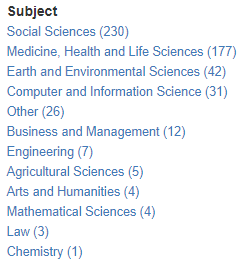 Subject
Social Sciences (230)
Medicine, Health and Life Sciences (177)
Earth and Environmental Sciences (42)
Computer and Information Science (31)
Other (26)
Business and Management (12)
Engineering (7)
Agricultural Sciences (5)
Arts and Humanities (4)
Mathematical Sciences (4)
Law (3)
Chemistry (1)